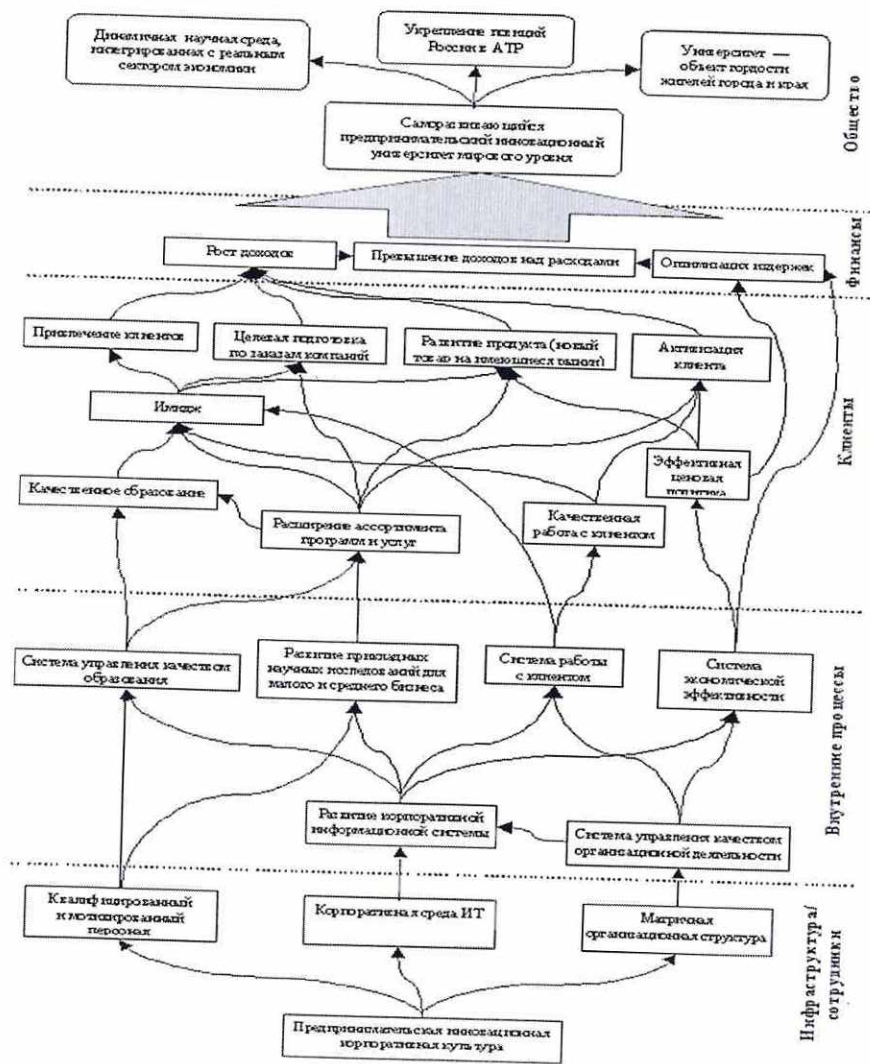 Динамичная научная среда,
интегрированная с реальным
сектором экономики
Укрепление позиций
России в АТР
Университет —
объект гордости
жителей города и края
Саморазвивающийся
предпринимательский инновационный
университет мирового уровня
Общество
Рост доходов
Превышение доходов над расходами
Оптимизация издержек
Финансы
Привлечение клиентов
Целевая подготовка
по заказам компаний
Развитие продукта (новый
товар на имеющиеся рынки)
Активизация
клиента
Имидж
Качественное образование
Расширение ассортимента
программ и услуг
Качественная
работа с клиентом
Эффективная
ценовая
политика
Клиенты
Система управления качеством
образования
Развитие прикладных
научных исследований для
малого и среднего бизнеса
Система работы
с клиентом
Система
экономической
эффективности
Развитие корпоративной
информационной системы
Система управления качеством
организационной деятельности
Внутренние процессы
Квалифицированный
и мотивированный
персонал
Корпоративная среда ИТ
Матричная
организационная структура
Предпринимательская инновационная
корпоративная культура
Инфраструктура/
сотрудники